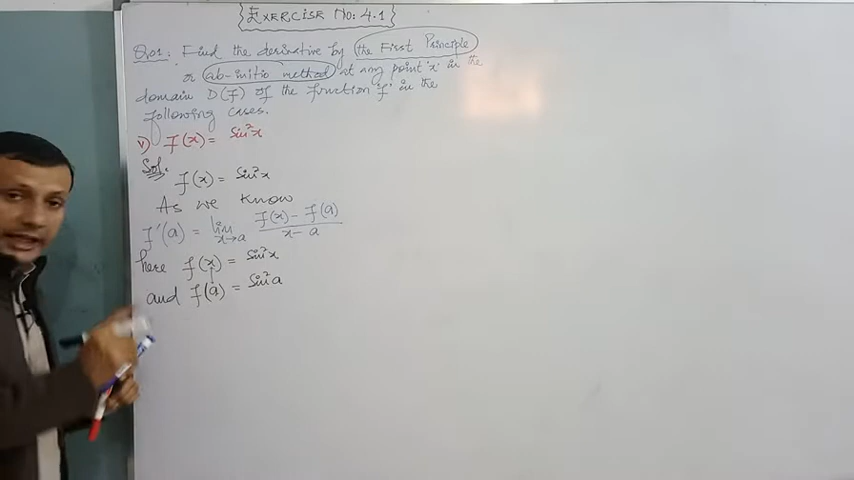 EXERCISE NO: 4.1
Q.01: Find the derivative by the First Principle
or ab-initio method at any point 'x' in the
domain D(f) of the function 'f' in the
following cases.
v) f(x) = sin²x
Sol.
f(x) = sin²x
As we know
f'(a) = lim x→a f(x) - f(a) / x - a
here f(x) = sin²x
and f(a) = sin²a